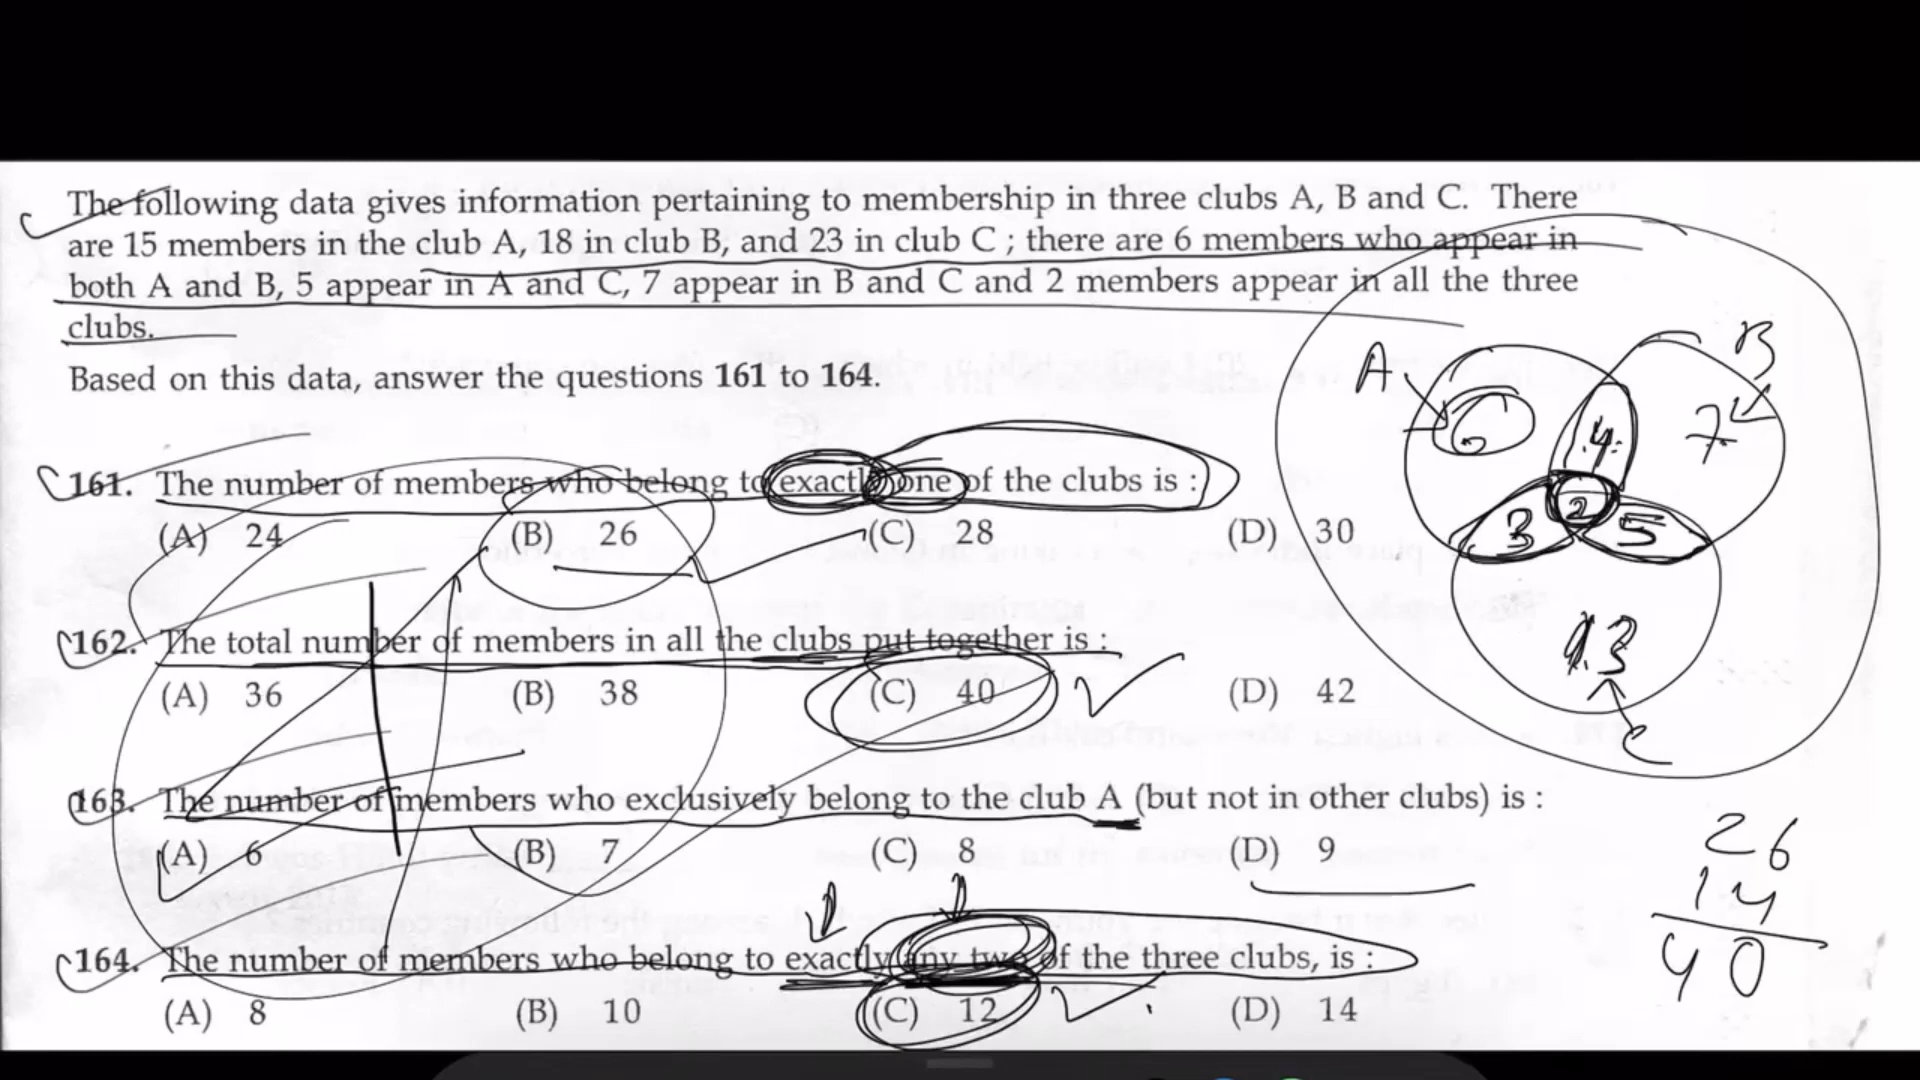 The following data gives information pertaining to membership in three clubs A, B and C. There
are 15 members in the club A, 18 in club B, and 23 in club C ; there are 6 members who appear in
both A and B, 5 appear in A and C, 7 appear in B and C and 2 members appear in all the three
clubs.
Based on this data, answer the questions 161 to 164.
A
B
6
4
7
2
3
5
13
C
161. The number of members who belong to exactly one of the clubs is :
(A) 24 (B) 26 (C) 28 (D) 30
162. The total number of members in all the clubs put together is :
(A) 36 (B) 38 (C) 40 (D) 42
163. The number of members who exclusively belong to the club A (but not in other clubs) is :
(A) 6 (B) 7 (C) 8 (D) 9
26
14
40
164. The number of members who belong to exactly any two of the three clubs, is :
(A) 8 (B) 10 (C) 12 (D) 14